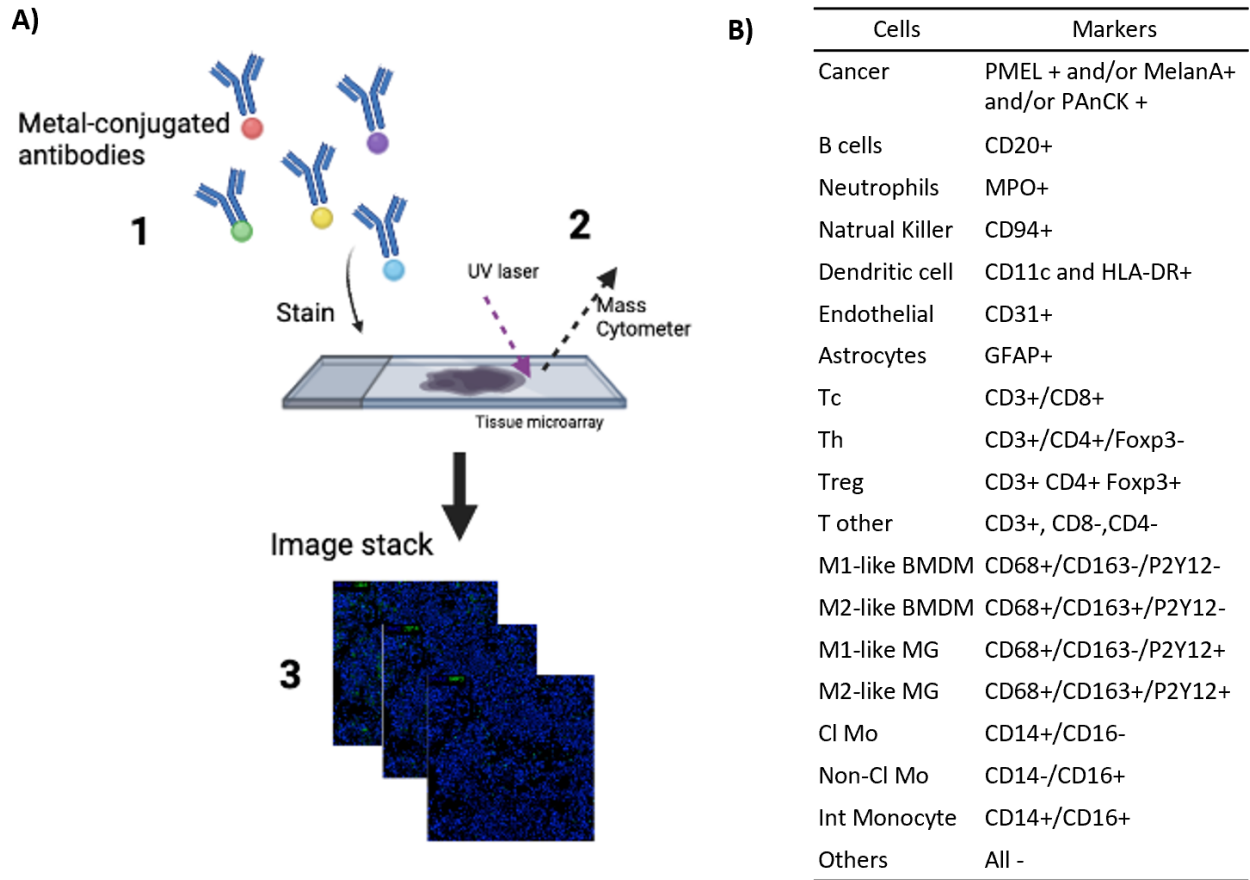 A)
Metal-conjugated
antibodies
1
2
UV laser
Mass
Cytometer
Stain
Tissue microarray
Image stack
3
B)
Cells Markers
Cancer PMEL + and/or MelanA+
and/or PAnCK +
B cells CD20+
Neutrophils MPO+
Natrual Killer CD94+
Dendritic cell CD11c and HLA-DR+
Endothelial CD31+
Astrocytes GFAP+
Tc CD3+/CD8+
Th CD3+/CD4+/Foxp3-
Treg CD3+ CD4+ Foxp3+
T other CD3+, CD8-,CD4-
M1-like BMDM CD68+/CD163-/P2Y12-
M2-like BMDM CD68+/CD163+/P2Y12-
M1-like MG CD68+/CD163-/P2Y12+
M2-like MG CD68+/CD163+/P2Y12+
Cl Mo CD14+/CD16-
Non-Cl Mo CD14-/CD16+
Int Monocyte CD14+/CD16+
Others All -